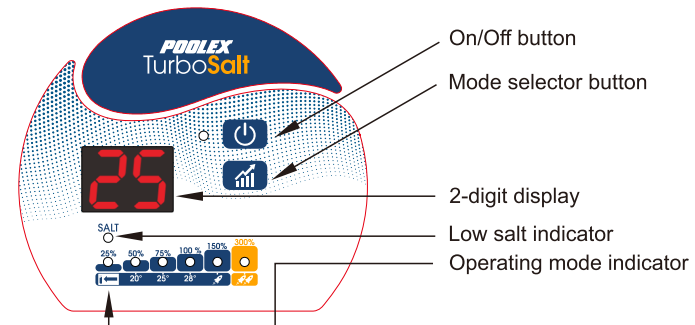 POOLEX
TurboSalt
On/Off button
Mode selector button
25
2-digit display
SALT
Low salt indicator
25% 50% 75% 100 % 150% 300%
Operating mode indicator
20° 25° 28°